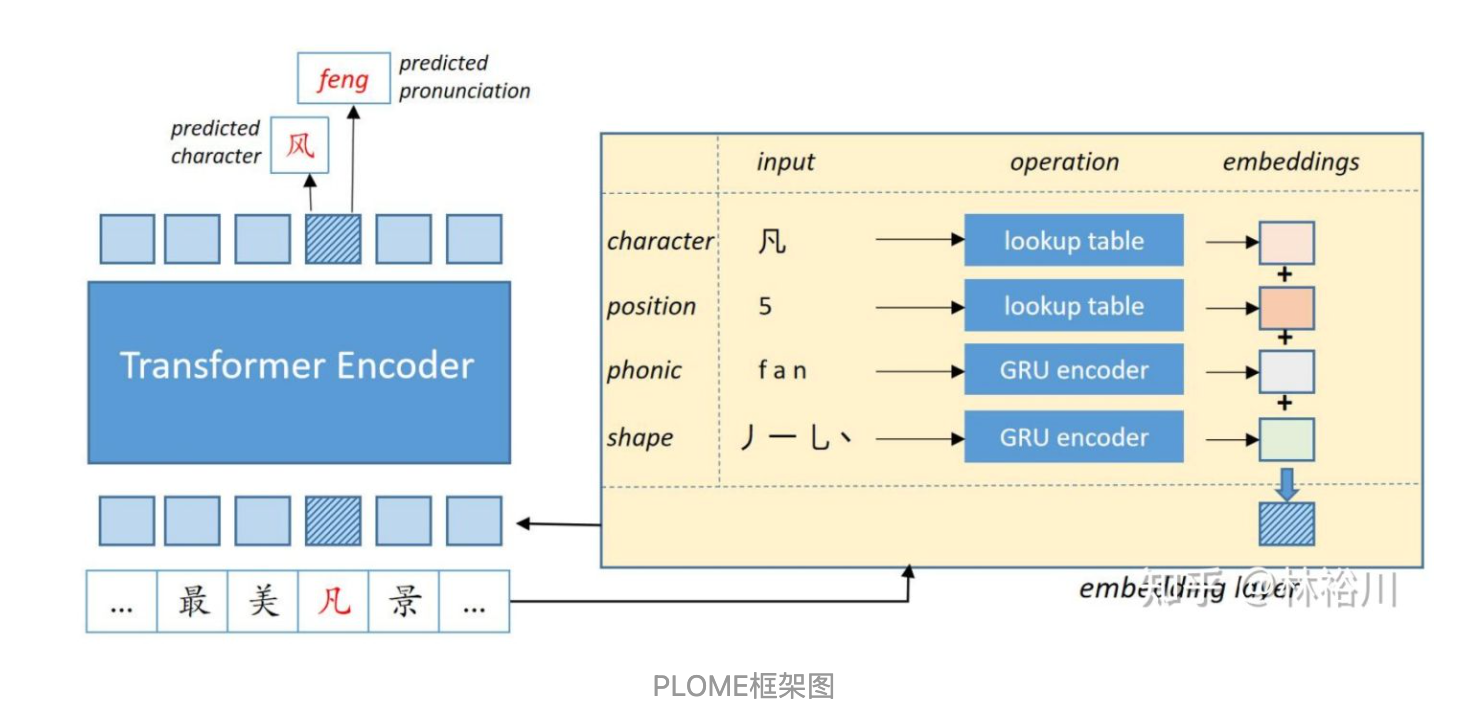 feng
predicted
pronunciation
predicted
character
风
Transformer Encoder
... 最 美 凡 景 ...
input operation embeddings
character 凡 lookup table
+
position 5 lookup table
+
phonic f a n GRU encoder
+
shape 丿 一 乚 丶 GRU encoder
embedding layer
知乎 @林裕川
PLOME框架图